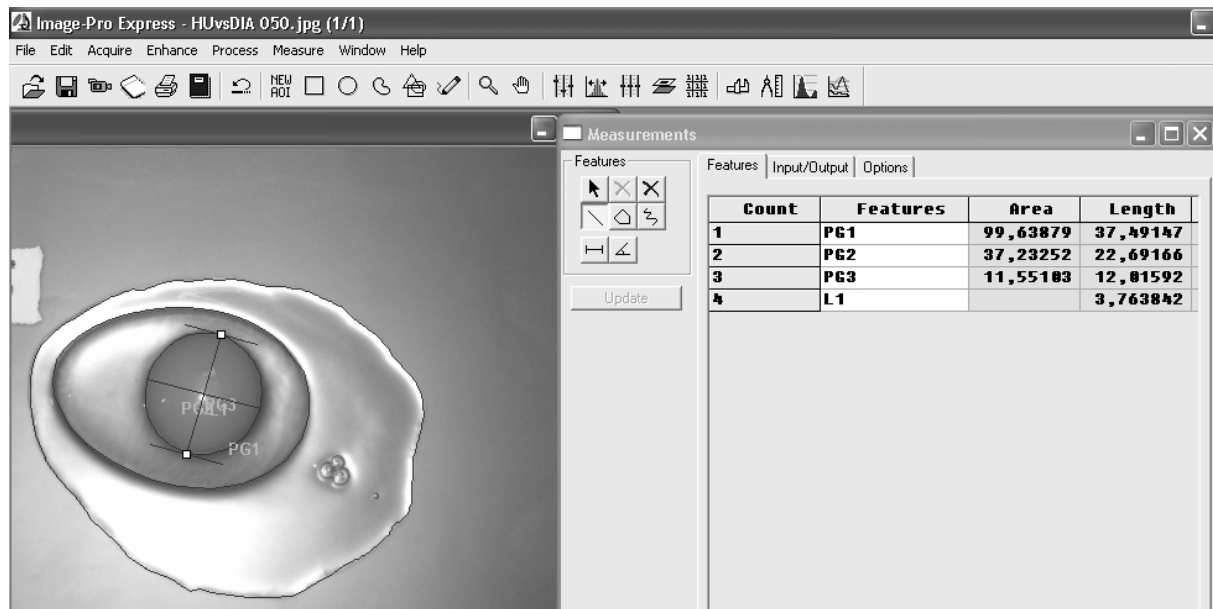 Image-Pro Express - HUvsDIA 050.jpg (1/1)
File Edit Acquire Enhance Process Measure Window Help
NEW
AOI
Measurements
Features
Update
Features Input/Output Options
Count Features Area Length
1 PG1 99,63879 37,49147
2 PG2 37,23252 22,69166
3 PG3 11,55103 12,01592
4 L1 3,763842
PG1